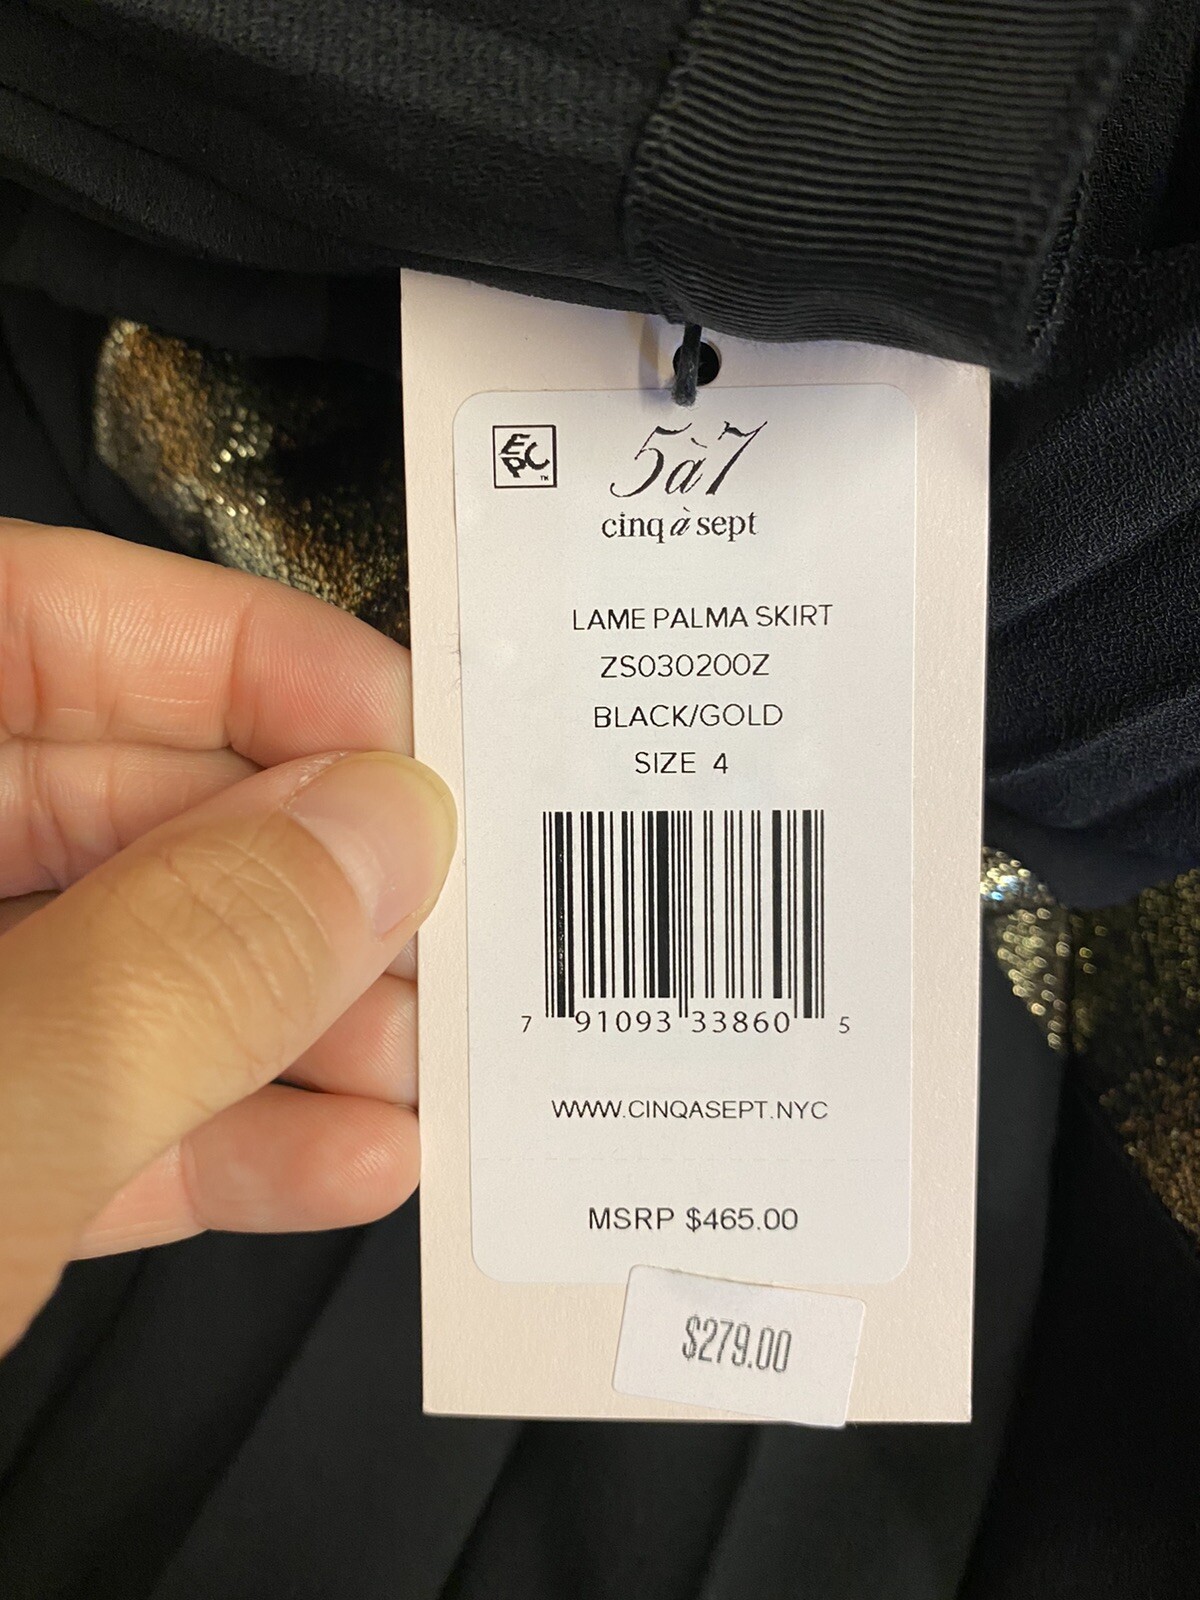 EPC™
5à7
cinq à sept
LAME PALMA SKIRT
ZS030200Z
BLACK/GOLD
SIZE 4
7 91093 33860 5
WWW.CINQASEPT.NYC
MSRP $465.00
$279.00